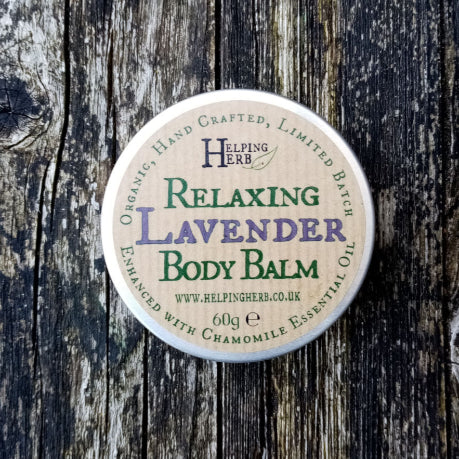 Organic, Hand Crafted, Limited Batch
Helping
Herb
Relaxing
Lavender
Body Balm
www.helpingherb.co.uk
60g ℮
Enhanced with Chamomile Essential Oil